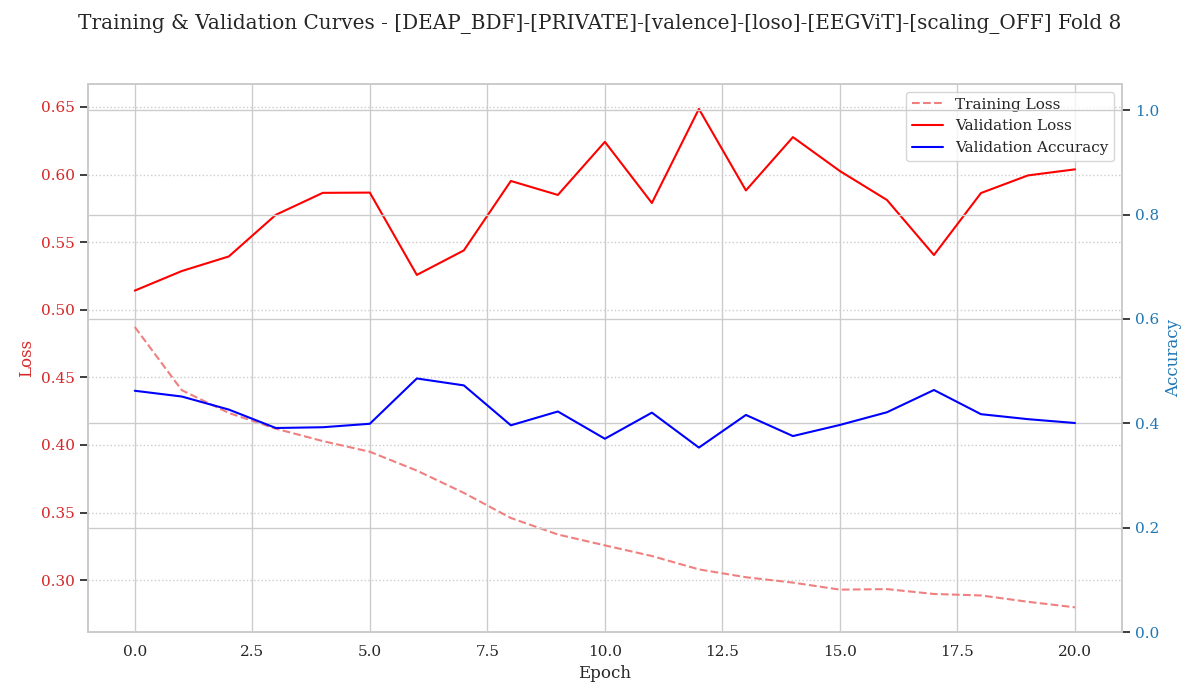 Training & Validation Curves - [DEAP_BDF]-[PRIVATE]-[valence]-[loso]-[EEGViT]-[scaling_OFF] Fold 8
Training Loss
Validation Loss
Validation Accuracy
0.65
0.60
0.55
0.50
0.45
0.40
0.35
0.30
Loss
1.0
0.8
0.6
0.4
0.2
0.0
Accuracy
0.0 2.5 5.0 7.5 10.0 12.5 15.0 17.5 20.0
Epoch